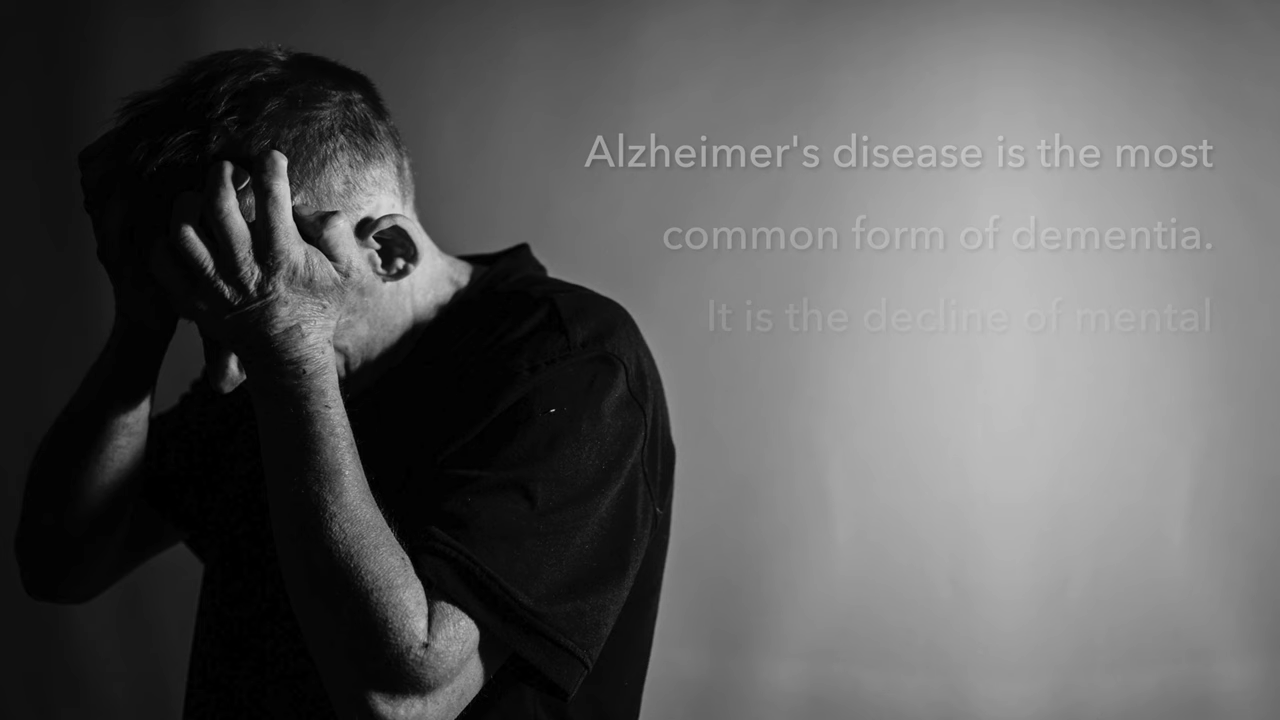 Alzheimer's disease is the most
common form of dementia.
It is the decline of mental